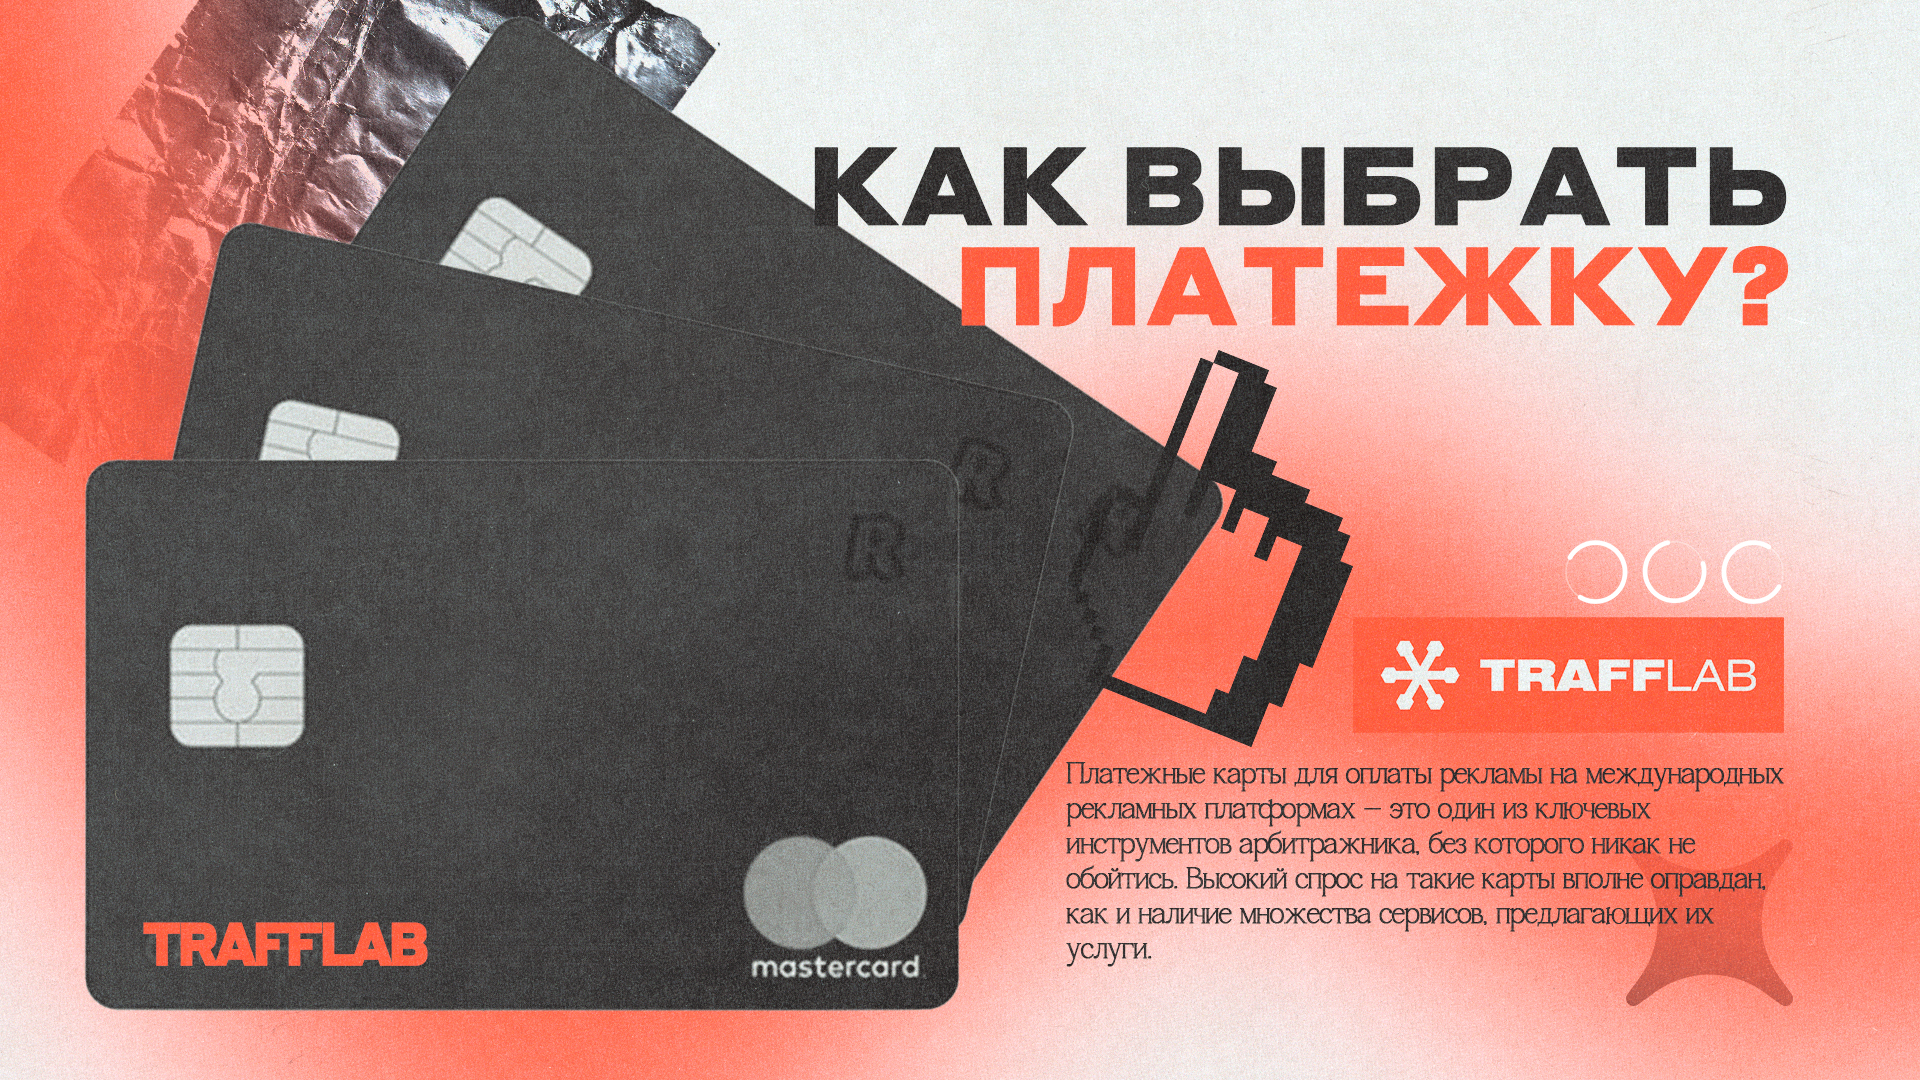 КАК ВЫБРАТЬ
ПЛАТЕЖКУ?
R
R
TRAFFLAB
Платежные карты для оплаты рекламы на международных
рекламных платформах – это один из ключевых
инструментов арбитражника, без которого никак не
обойтись. Высокий спрос на такие карты вполне оправдан,
как и наличие множества сервисов, предлагающих их
услуги.
TRAFFLAB
mastercard